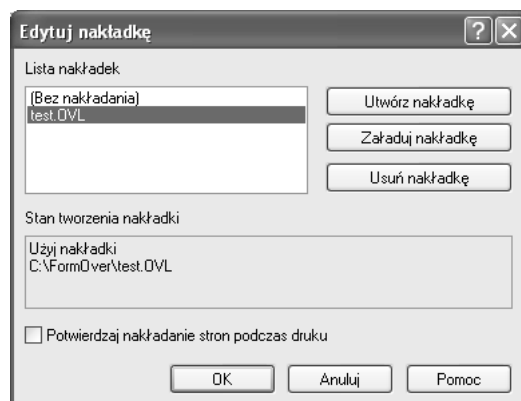 Edytuj nakładkę
Lista nakładek
(Bez nakładania)
test.OVL
Utwórz nakładkę
Załaduj nakładkę
Usuń nakładkę
Stan tworzenia nakładki
Użyj nakładki
C:\FormOver\test.OVL
Potwierdzaj nakładanie stron podczas druku
OK Anuluj Pomoc